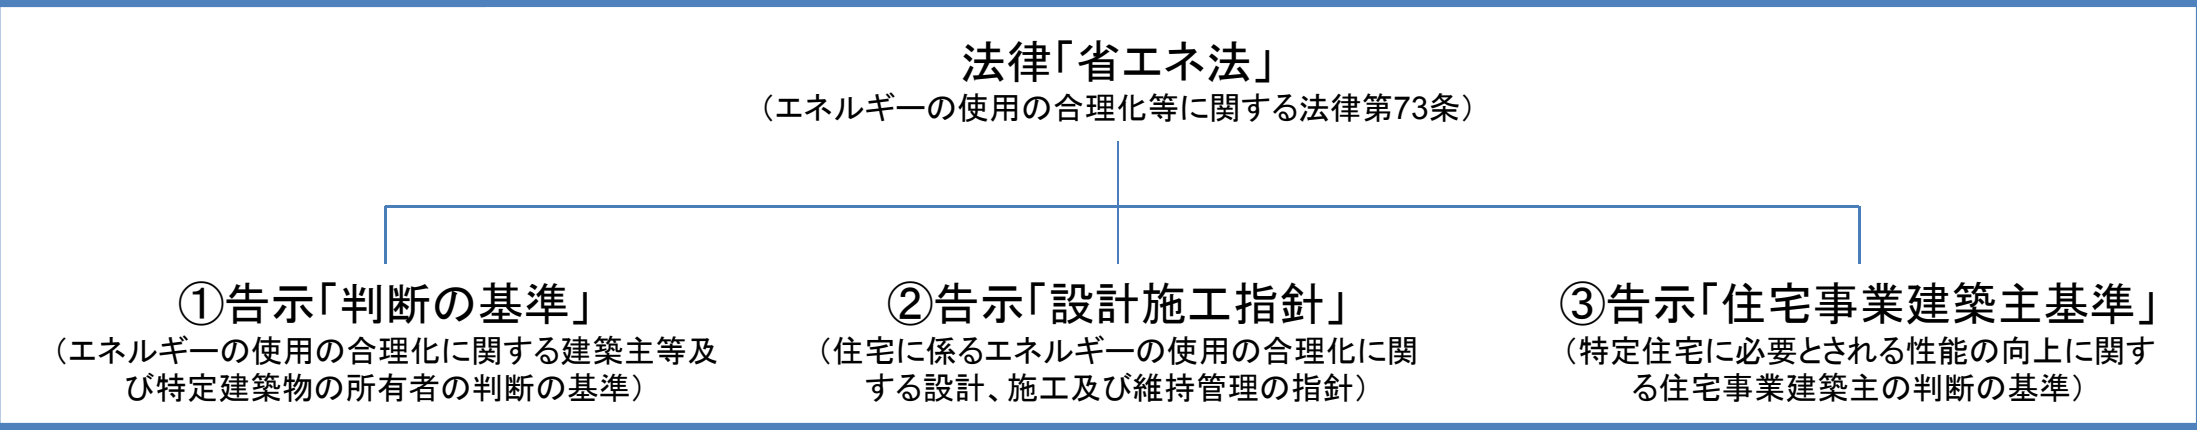 法律「省エネ法」
（エネルギーの使用の合理化等に関する法律第73条）
①告示「判断の基準」
（エネルギーの使用の合理化に関する建築主等及
び特定建築物の所有者の判断の基準）
②告示「設計施工指針」
（住宅に係るエネルギーの使用の合理化に関
する設計、施工及び維持管理の指針）
③告示「住宅事業建築主基準」
（特定住宅に必要とされる性能の向上に関す
る住宅事業建築主の判断の基準）